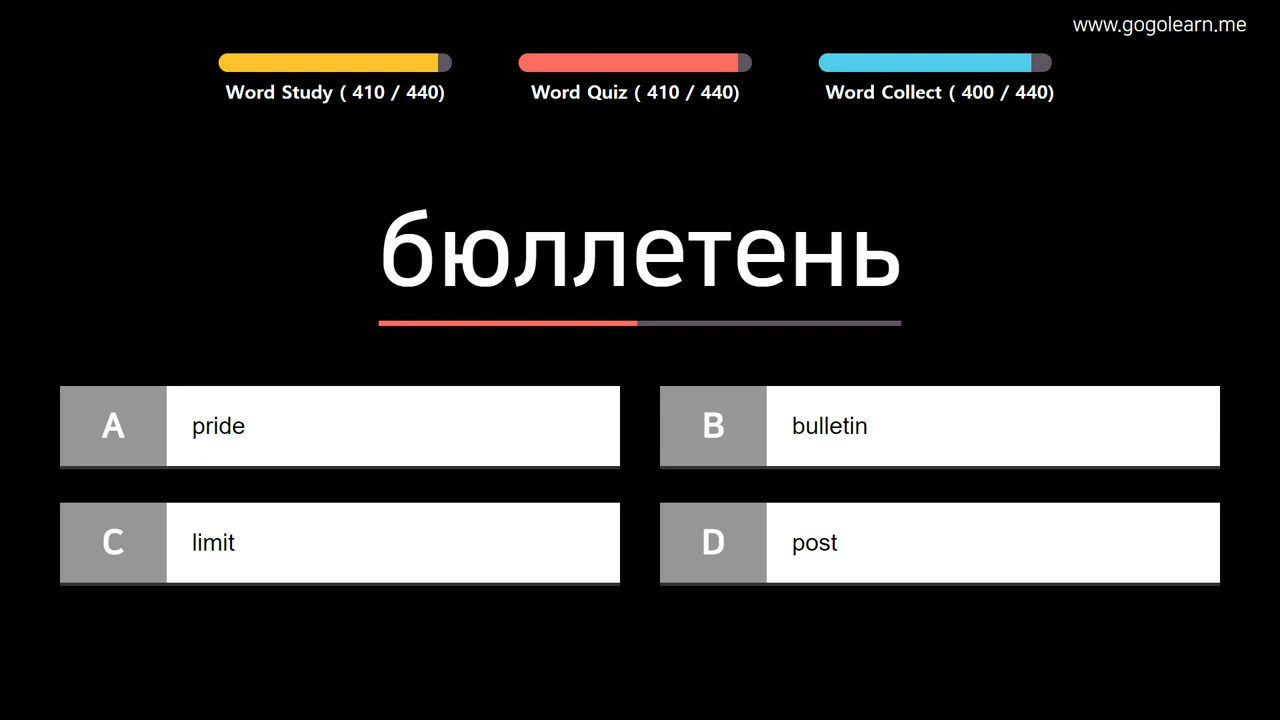 www.gogolearn.me
Word Study ( 410 / 440)
Word Quiz ( 410 / 440)
Word Collect ( 400 / 440)
бюллетень
A pride
B bulletin
C limit
D post